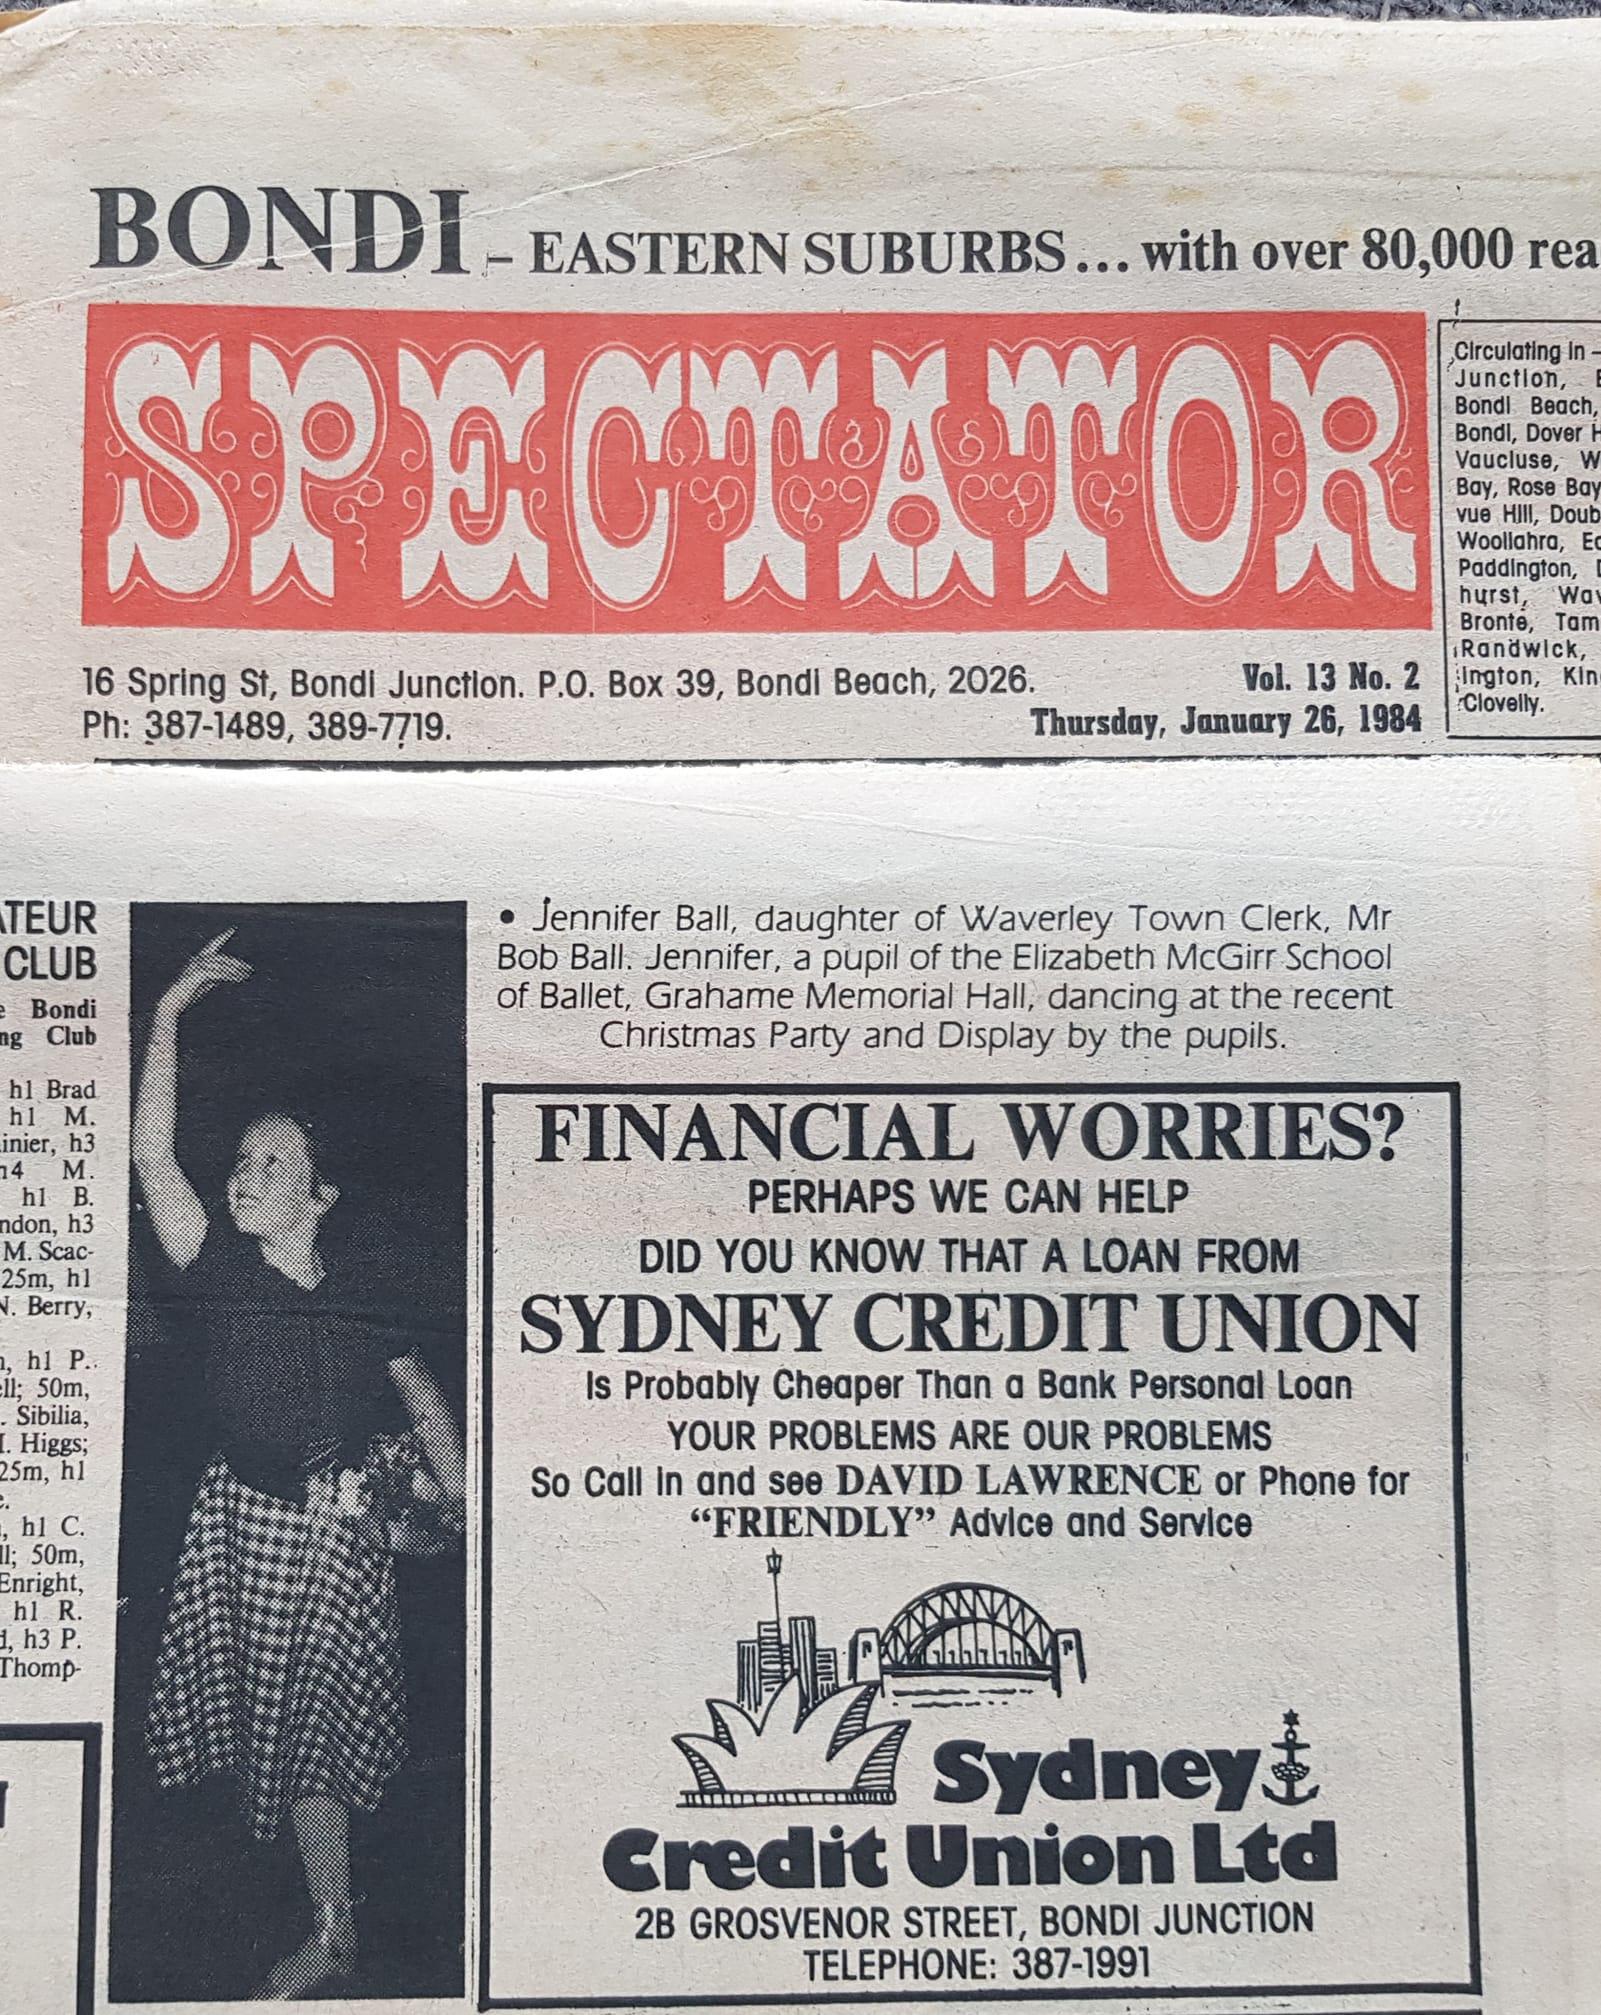 BONDI – EASTERN SUBURBS... with over 80,000
SPECTATOR
16 Spring St, Bondi Junction. P.O. Box 39, Bondi Beach, 2026.
Ph: 387-1489, 389-7719.
Vol. 13 No. 2
Thursday, January 26, 1984
Circulating in –
Junction,
Bondi Beach,
Bondi, Dover
Vaucluse,
Bay, Rose Bay
vue Hill,
Woollahra,
Paddington,
hurst,
Bronte,
Randwick,
ington,
Clovelly.
CLUB
Bondi
Club
h1 Brad
h1 M.
inier, h3
h4 M.
h1 B.
ndon, h3
M. Scac-
25m, h1
N. Berry,
h1 P.
ell; 50m,
Sibilia,
Higgs;
25m, h1
h1 C.
ll; 50m,
Enright,
h1 R.
h3 P.
Thomp-
• Jennifer Ball, daughter of Waverley Town Clerk, Mr
Bob Ball. Jennifer, a pupil of the Elizabeth McGirr School
of Ballet, Grahame Memorial Hall, dancing at the recent
Christmas Party and Display by the pupils.
FINANCIAL WORRIES?
PERHAPS WE CAN HELP
DID YOU KNOW THAT A LOAN FROM
SYDNEY CREDIT UNION
Is Probably Cheaper Than a Bank Personal Loan
YOUR PROBLEMS ARE OUR PROBLEMS
So Call in and see DAVID LAWRENCE or Phone for
“FRIENDLY” Advice and Service
Sydney
Credit Union Ltd
2B GROSVENOR STREET, BONDI JUNCTION
TELEPHONE: 387-1991